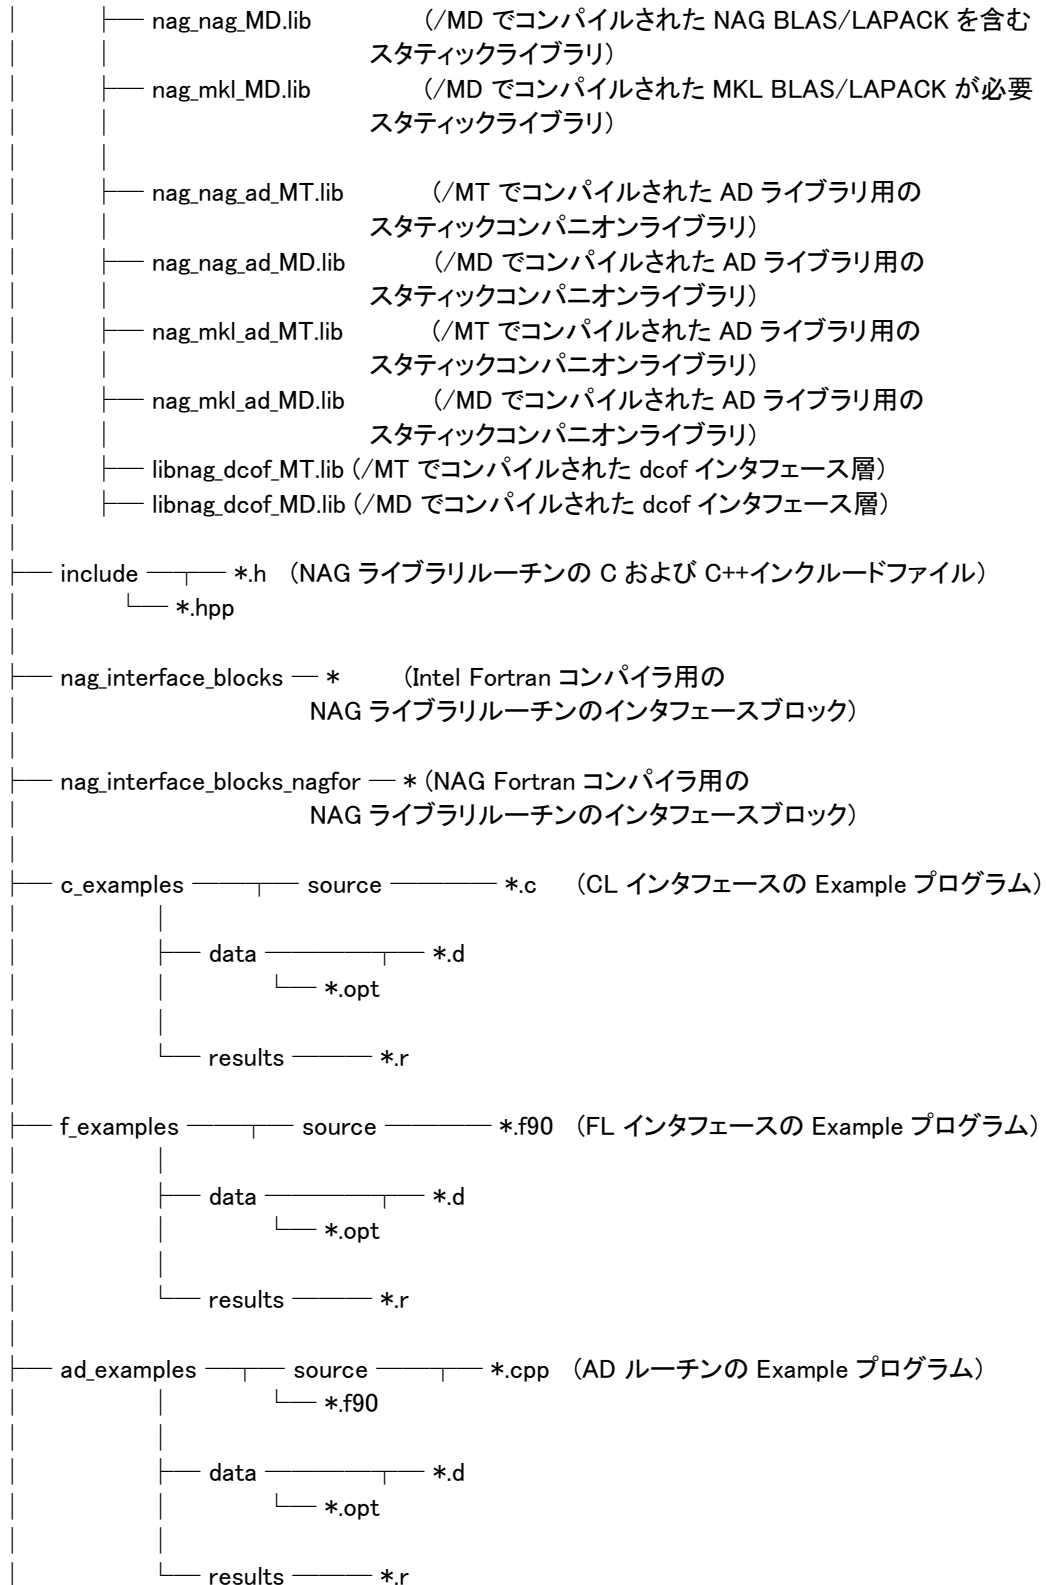 │ ├── nag_nag_MD.lib (/MD でコンパイルされた NAG BLAS/LAPACK を含む
│ │ スタティックライブラリ)
│ ├── nag_mkl_MD.lib (/MD でコンパイルされた MKL BLAS/LAPACK が必要
│ │ スタティックライブラリ)
│ │
│ ├── nag_nag_ad_MT.lib (/MT でコンパイルされた AD ライブラリ用の
│ │ スタティックコンパニオンライブラリ)
│ ├── nag_nag_ad_MD.lib (/MD でコンパイルされた AD ライブラリ用の
│ │ スタティックコンパニオンライブラリ)
│ ├── nag_mkl_ad_MT.lib (/MT でコンパイルされた AD ライブラリ用の
│ │ スタティックコンパニオンライブラリ)
│ ├── nag_mkl_ad_MD.lib (/MD でコンパイルされた AD ライブラリ用の
│ │ スタティックコンパニオンライブラリ)
│ ├── libnag_dcof_MT.lib (/MT でコンパイルされた dcof インタフェース層)
│ ├── libnag_dcof_MD.lib (/MD でコンパイルされた dcof インタフェース層)
│
├── include ─┬─ *.h (NAG ライブラリルーチンの C および C++インクルードファイル)
│ └── *.hpp
│
├── nag_interface_blocks ─ * (Intel Fortran コンパイラ用の
│ NAG ライブラリルーチンのインタフェースブロック)
│
├── nag_interface_blocks_nagfor ─ * (NAG Fortran コンパイラ用の
│ NAG ライブラリルーチンのインタフェースブロック)
│
├── c_examples ──┬─ source ──── *.c (CL インタフェースの Example プログラム)
│ │
│ ├── data ────┬─ *.d
│ │ └── *.opt
│ │
│ └── results ─── *.r
│
├── f_examples ──┬─ source ──── *.f90 (FL インタフェースの Example プログラム)
│ │
│ ├── data ────┬─ *.d
│ │ └── *.opt
│ │
│ └── results ─── *.r
│
├── ad_examples ─┬─ source ──┬─ *.cpp (AD ルーチンの Example プログラム)
│ │ └── *.f90
│ │
│ ├── data ────┬─ *.d
│ │ └── *.opt
│ │
│ └── results ─── *.r